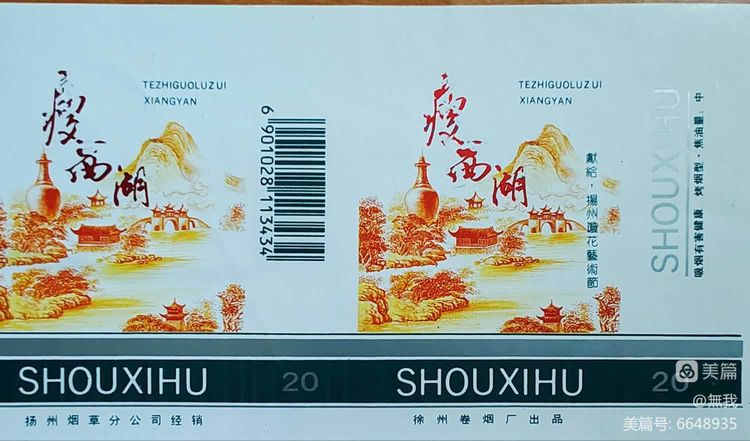 瘦西湖
TEZHIGUOLUZUI
XIANGYAN
6 901028 113434
SHOUXIHU
20
扬州烟草分公司经销
瘦西湖
TEZHIGUOLUZUI
XIANGYAN
獻給,揚州瓊花藝術節
SHOUXIHU
20
徐州卷烟厂出品
SHOUXIHU
吸烟有害健康 烤烟型·焦油量:中
美篇
@無我
美篇号: 6648935